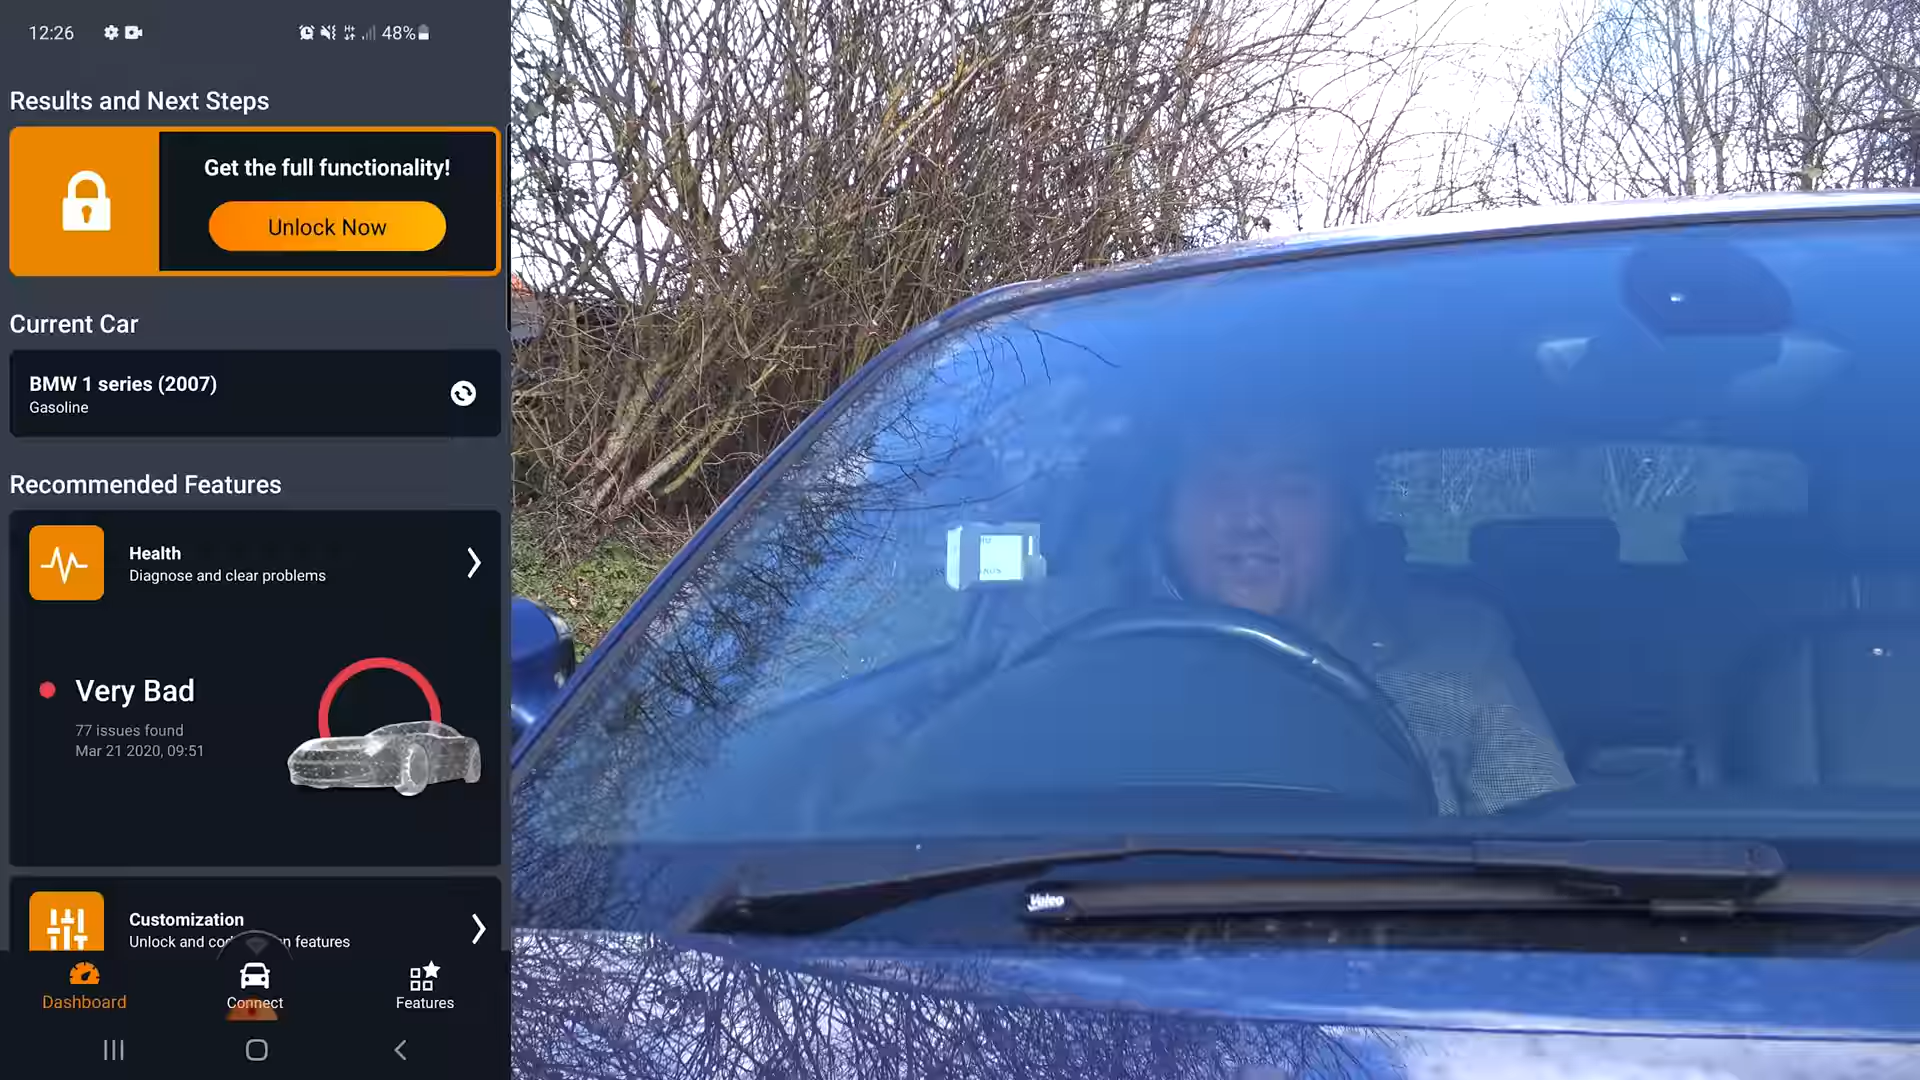 12:26
48%
Results and Next Steps
Get the full functionality!
Unlock Now
Current Car
BMW 1 series (2007)
Gasoline
Recommended Features
Health
Diagnose and clear problems
Very Bad
77 issues found
Mar 21 2020, 09:51
Customization
Unlock and features
Dashboard
Connect
Features
Valeo